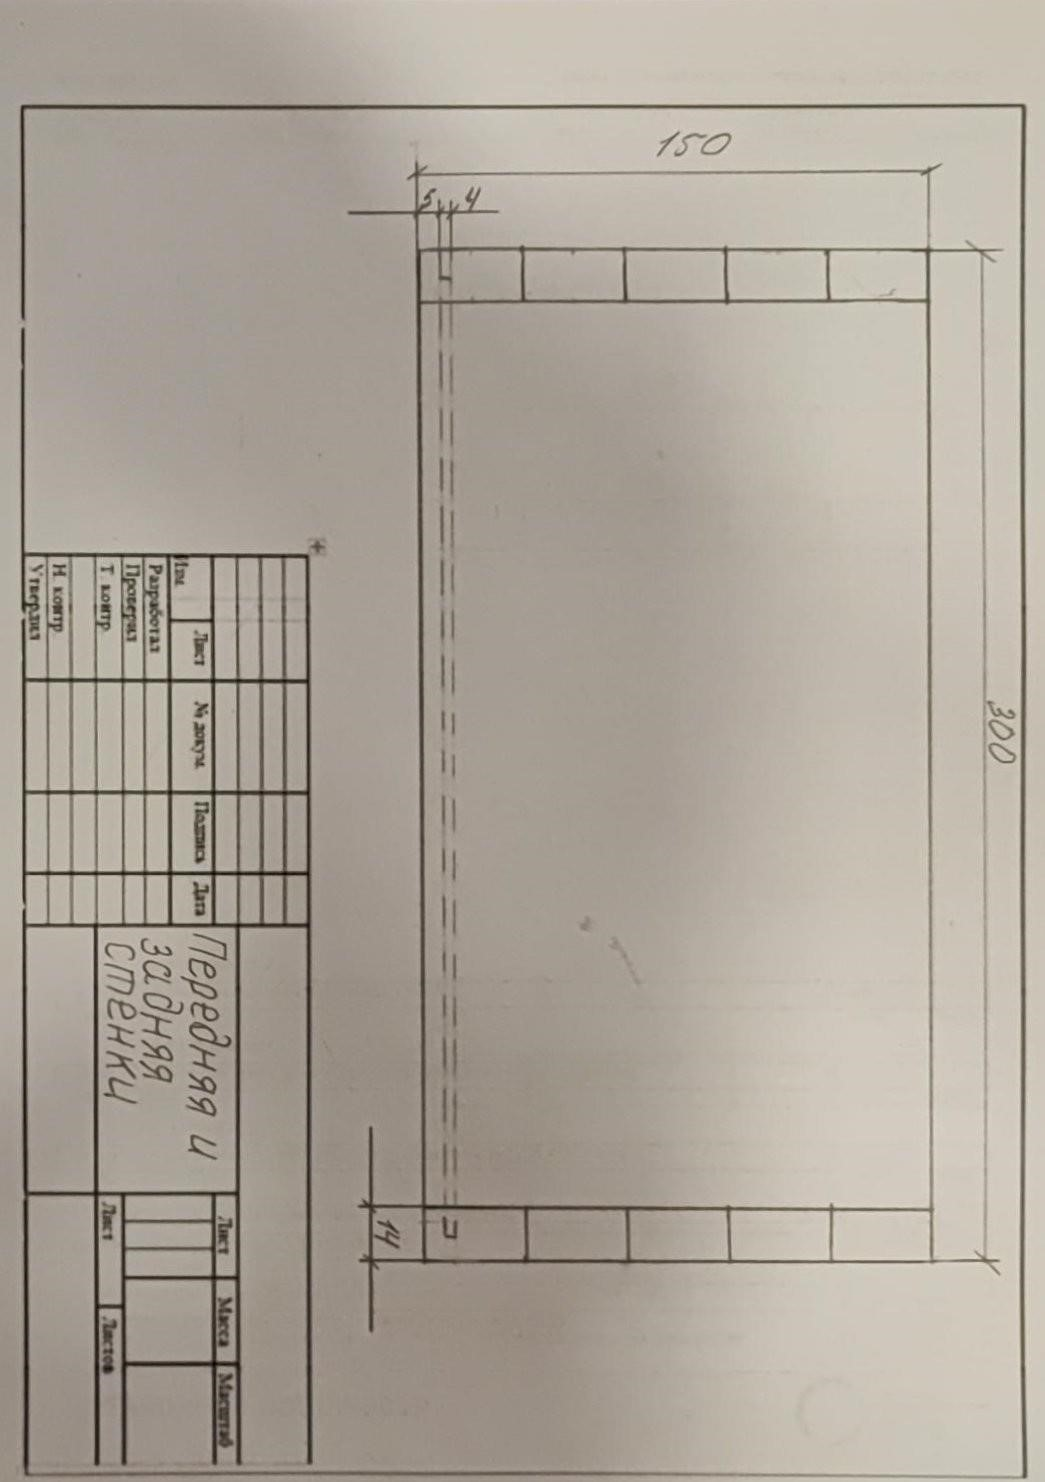 150
5 4
300
14
Изм. Лист № докум. Подпись Дата
Разработал
Проверил
Т. контр.
Н. контр.
Утвердил
Передняя и
задняя
стенки
Лист Масса Масштаб
Лист Листов